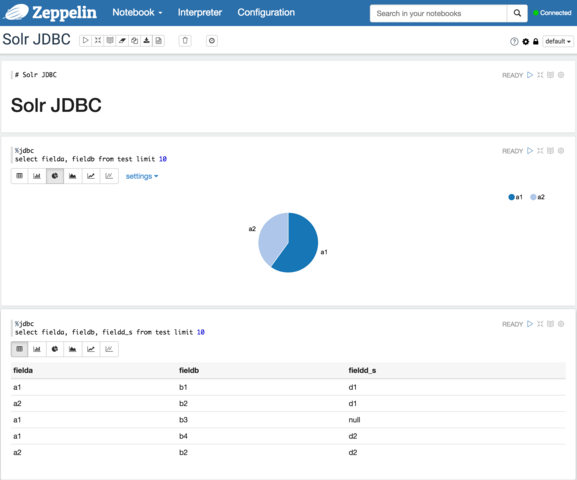 Zeppelin Notebook Interpreter Configuration Search in your notebooks Connected
Solr JDBC default
# Solr JDBC READY
Solr JDBC
%jdbc READY
select fielda, fieldb from test limit 10
settings
a1 a2
a2
a1
%jdbc READY
select fielda, fieldb, fieldd_s from test limit 10
fielda fieldb fieldd_s
a1 b1 d1
a2 b2 d1
a1 b3 null
a1 b4 d2
a2 b2 d2